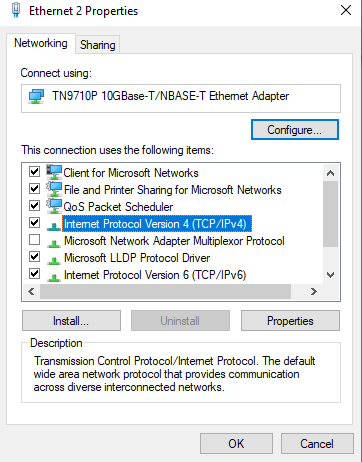 Ethernet 2 Properties
Networking
Sharing
Connect using:
TN9710P 10GBase-T/NBASE-T Ethernet Adapter
Configure...
This connection uses the following items:
Client for Microsoft Networks
File and Printer Sharing for Microsoft Networks
QoS Packet Scheduler
Internet Protocol Version 4 (TCP/IPv4)
Microsoft Network Adapter Multiplexor Protocol
Microsoft LLDP Protocol Driver
Internet Protocol Version 6 (TCP/IPv6)
Install...
Uninstall
Properties
Description
Transmission Control Protocol/Internet Protocol. The default
wide area network protocol that provides communication
across diverse interconnected networks.
OK
Cancel